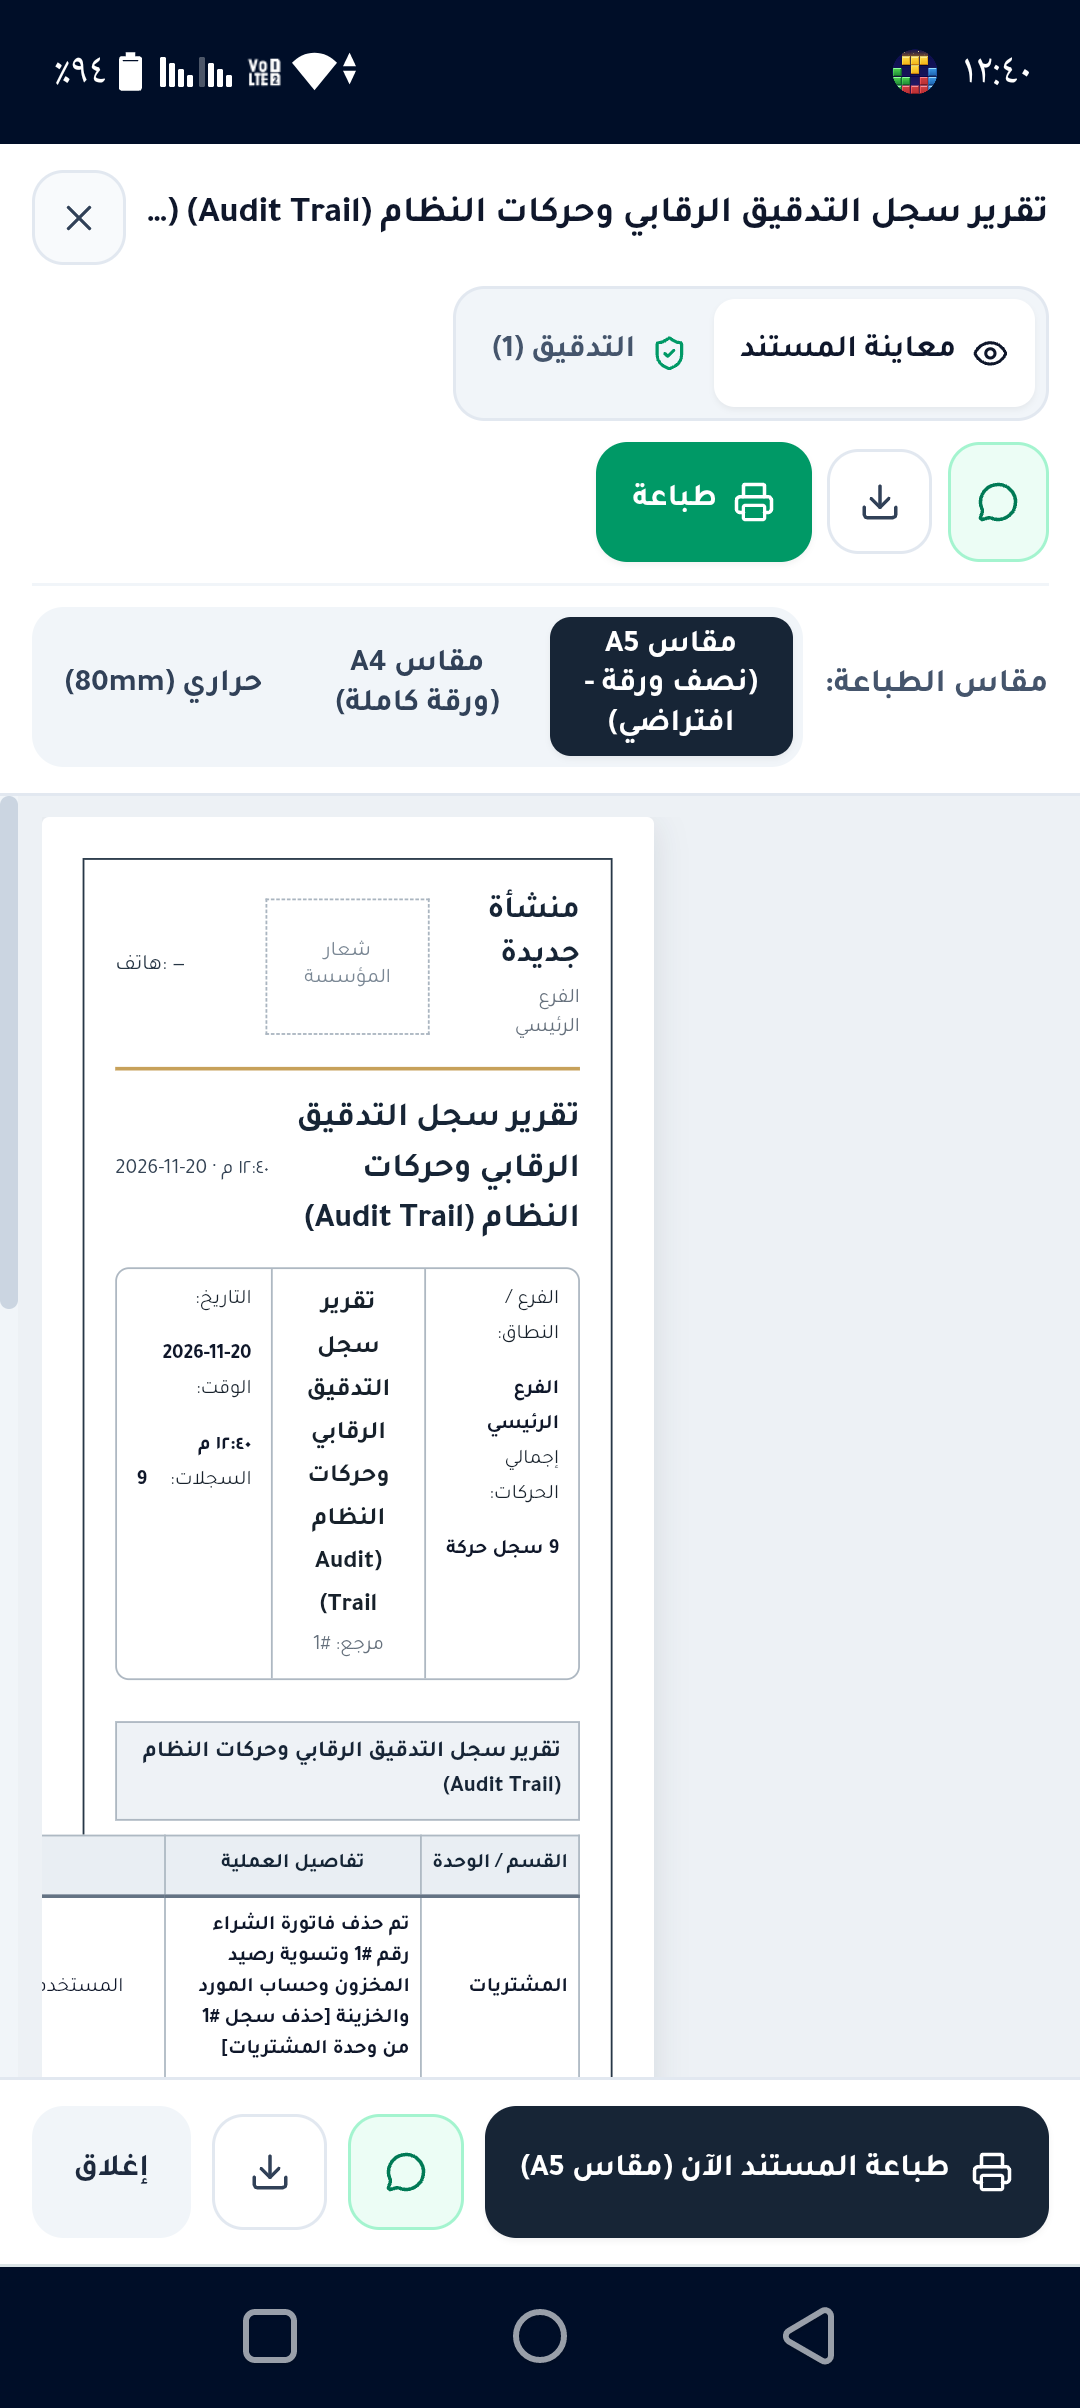 ١٢:٤٠
٪٩٤
VoD LTE 2
تقرير سجل التدقيق الرقابي وحركات النظام (Audit Trail) (...
معاينة المستند
التدقيق (1)
طباعة
مقاس الطباعة:
مقاس A5
(نصف ورقة -
افتراضي)
مقاس A4
(ورقة كاملة)
حراري (80mm)
منشأة
جديدة
الفرع
الرئيسي
شعار
المؤسسة
هاتف: —
تقرير سجل التدقيق
الرقابي وحركات
النظام (Audit Trail)
2026-11-20 · ١٢:٤٠ م
الفرع /
النطاق:
الفرع
الرئيسي
إجمالي
الحركات:
9 سجل حركة
تقرير
سجل
التدقيق
الرقابي
وحركات
النظام
(Audit
Trail)
مرجع: #1
التاريخ:
2026-11-20
الوقت:
١٢:٤٠ م
السجلات: 9
تقرير سجل التدقيق الرقابي وحركات النظام
(Audit Trail)
القسم / الوحدة
تفاصيل العملية
المشتريات
تم حذف فاتورة الشراء
رقم #1 وتسوية رصيد
المخزون وحساب المورد
والخزينة [حذف سجل #1
من وحدة المشتريات]
طباعة المستند الآن (مقاس A5)
إغلاق